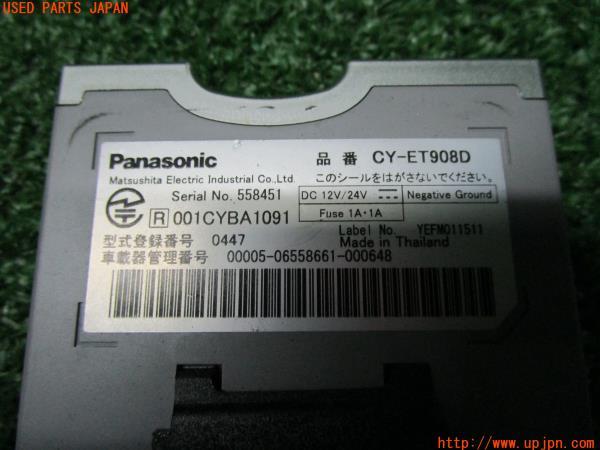 USED PARTS JAPAN
Panasonic 品番 CY-ET908D
Matsushita Electric Industrial Co.,Ltd. このシールをはがさないでください。
Serial No. 558451 DC 12V/24V Negative Ground
R 001CYBA1091 Fuse 1A・1A
Label No. YEFM011511
型式登録番号 0447 Made in Thailand
車載器管理番号 00005-06558661-000648
http://www.upjpn.com/